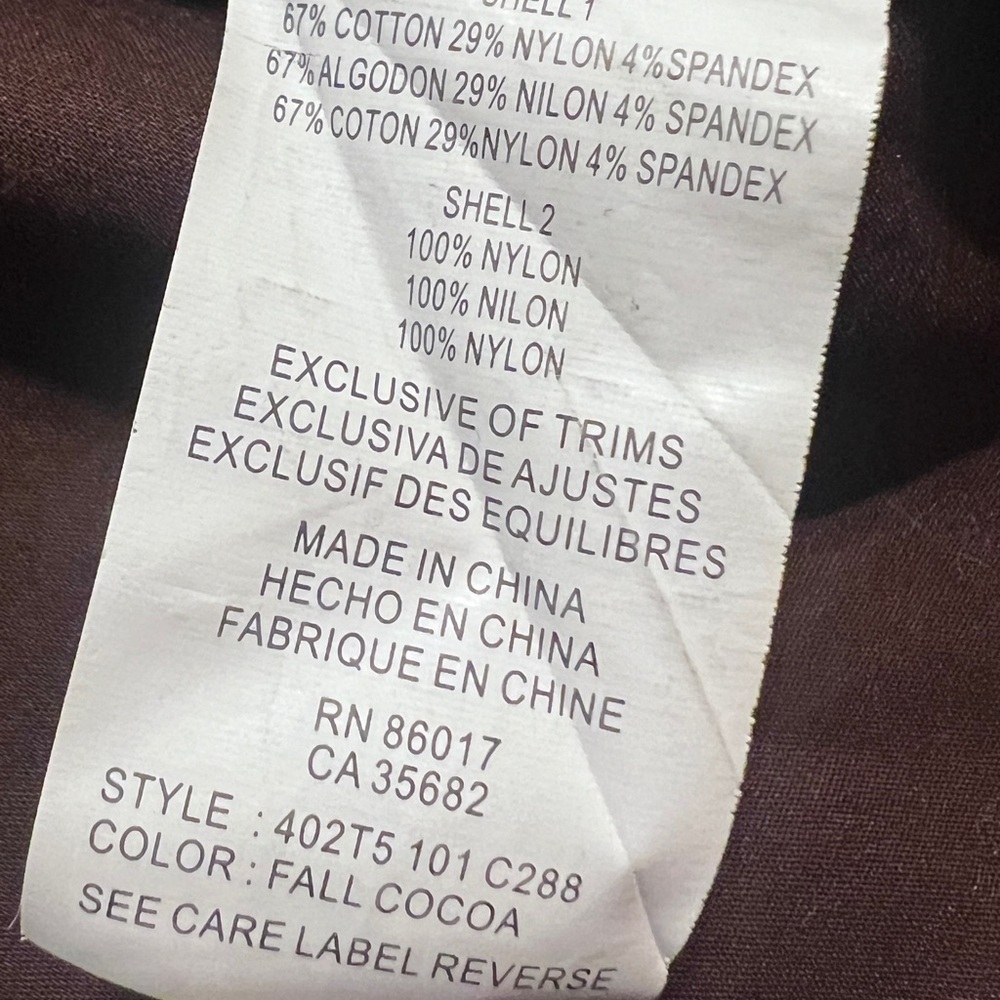 SHELL 1
67% COTTON 29% NYLON 4%SPANDEX
67%ALGODON 29% NILON 4% SPANDEX
67% COTON 29%NYLON 4% SPANDEX
SHELL 2
100% NYLON
100% NILON
100% NYLON
EXCLUSIVE OF TRIMS
EXCLUSIVA DE AJUSTES
EXCLUSIF DES EQUILIBRES
MADE IN CHINA
HECHO EN CHINA
FABRIQUE EN CHINE
RN 86017
CA 35682
STYLE : 402T5 101 C288
COLOR : FALL COCOA
SEE CARE LABEL REVERSE